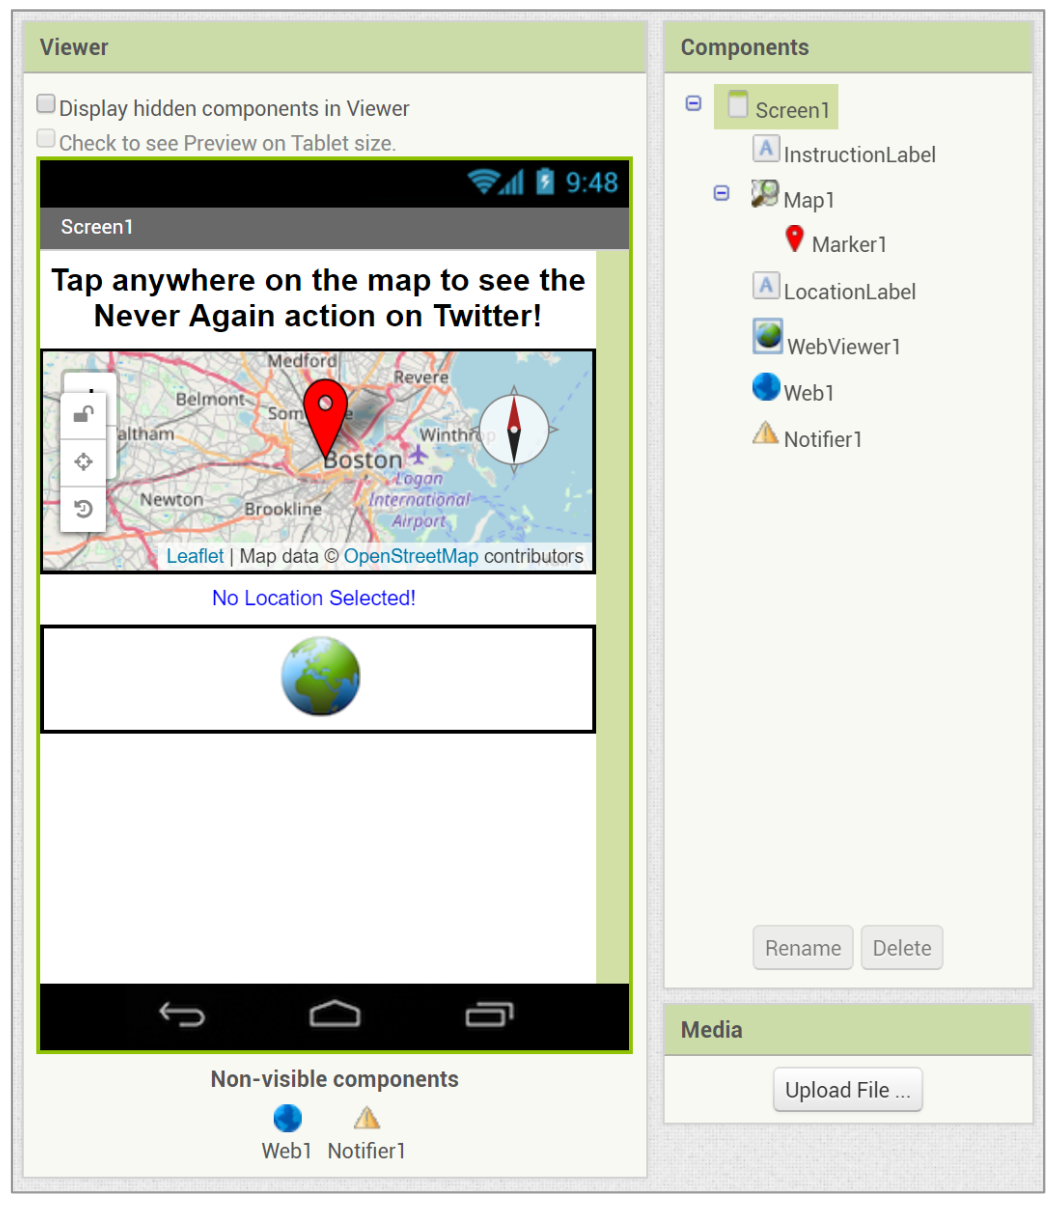 Viewer
Display hidden components in Viewer
Check to see Preview on Tablet size.
9:48
Screen1
Tap anywhere on the map to see the
Never Again action on Twitter!
Medford
Revere
Belmont
Som e
altham
Winthrop
Boston
Logan
International
Airport
Newton
Brookline
Leaflet | Map data © OpenStreetMap contributors
No Location Selected!
Non-visible components
Web1 Notifier1
Components
Screen1
InstructionLabel
Map1
Marker1
LocationLabel
WebViewer1
Web1
Notifier1
Rename Delete
Media
Upload File ...